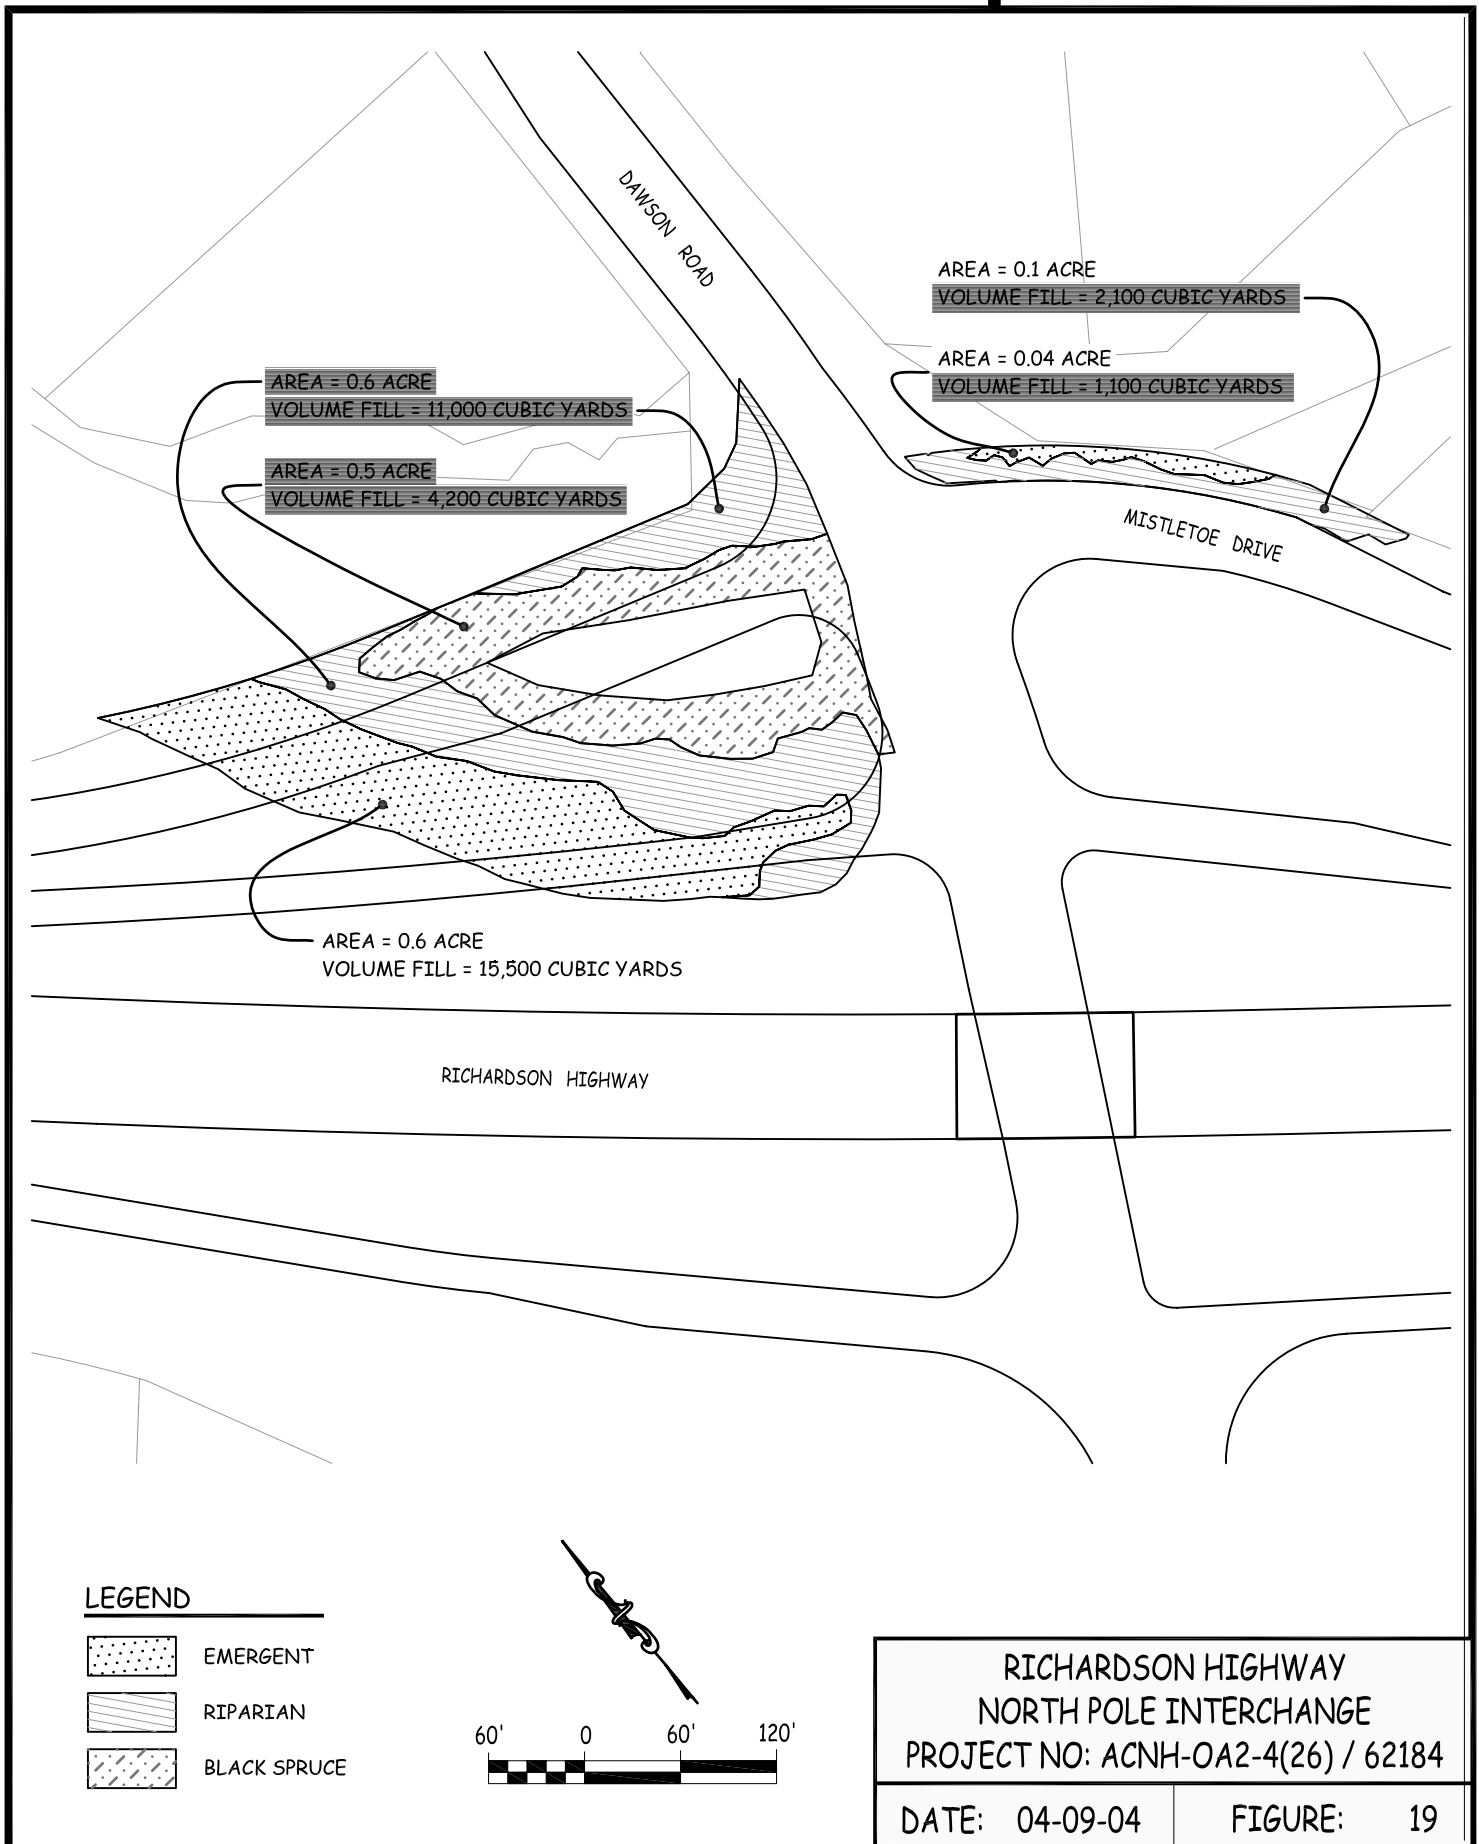 DAWSON ROAD
AREA = 0.1 ACRE
VOLUME FILL = 2,100 CUBIC YARDS
AREA = 0.04 ACRE
VOLUME FILL = 1,100 CUBIC YARDS
AREA = 0.6 ACRE
VOLUME FILL = 11,000 CUBIC YARDS
AREA = 0.5 ACRE
VOLUME FILL = 4,200 CUBIC YARDS
MISTLETOE DRIVE
AREA = 0.6 ACRE
VOLUME FILL = 15,500 CUBIC YARDS
RICHARDSON HIGHWAY
LEGEND
EMERGENT
RIPARIAN
BLACK SPRUCE
60' 0 60' 120'
RICHARDSON HIGHWAY
NORTH POLE INTERCHANGE
PROJECT NO: ACNH-OA2-4(26) / 62184
DATE: 04-09-04
FIGURE: 19